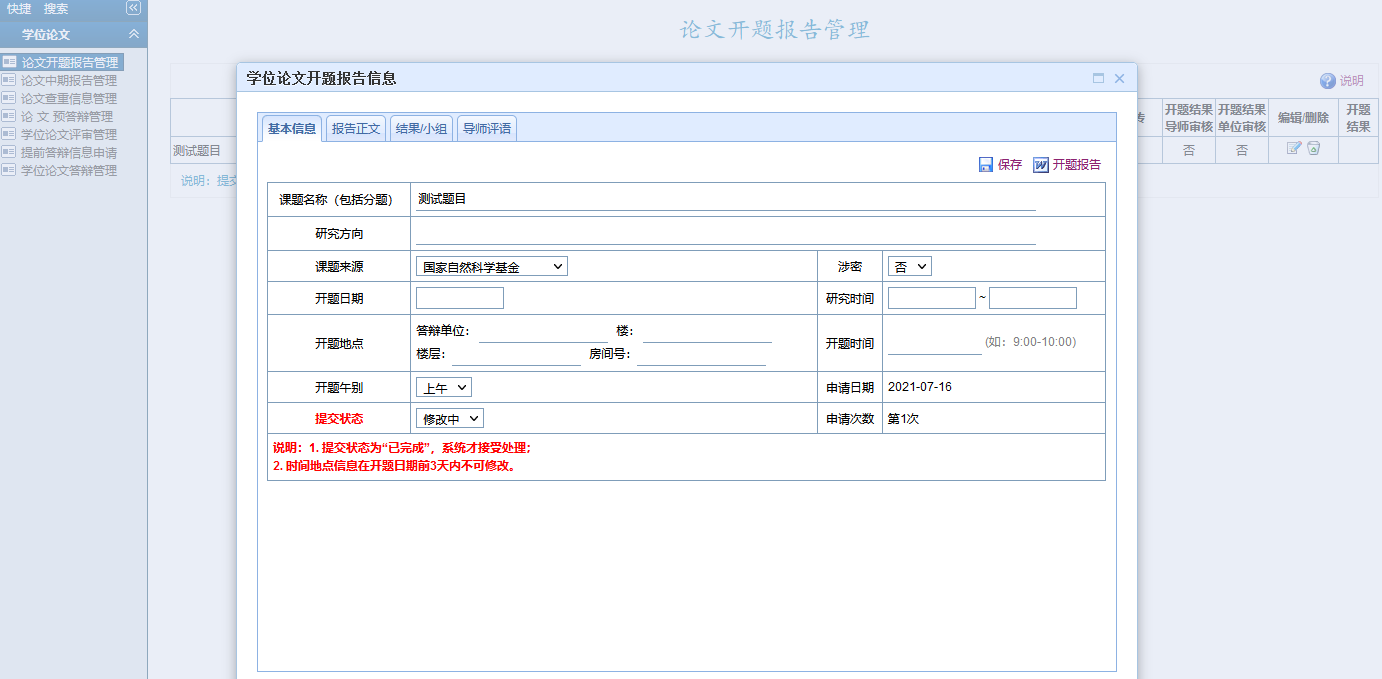 快捷 搜索
学位论文
论文开题报告管理
论文中期报告管理
论文查重信息管理
论 文 预答辩管理
学位论文评审管理
提前答辩信息申请
学位论文答辩管理
论文开题报告管理
说明
开题结果导师审核
开题结果单位审核
编辑/删除
开题结果
测试题目
否
否
说明：提交
学位论文开题报告信息
基本信息 报告正文 结果/小组 导师评语
保存 开题报告
课题名称（包括分题） 测试题目
研究方向
课题来源 国家自然科学基金 涉密 否
开题日期 研究时间 ~
开题地点 答辩单位： 楼： 开题时间 (如：9:00-10:00)
楼层： 房间号：
开题午别 上午 申请日期 2021-07-16
提交状态 修改中 申请次数 第1次
说明：1. 提交状态为“已完成”，系统才接受处理；
2. 时间地点信息在开题日期前3天内不可修改。